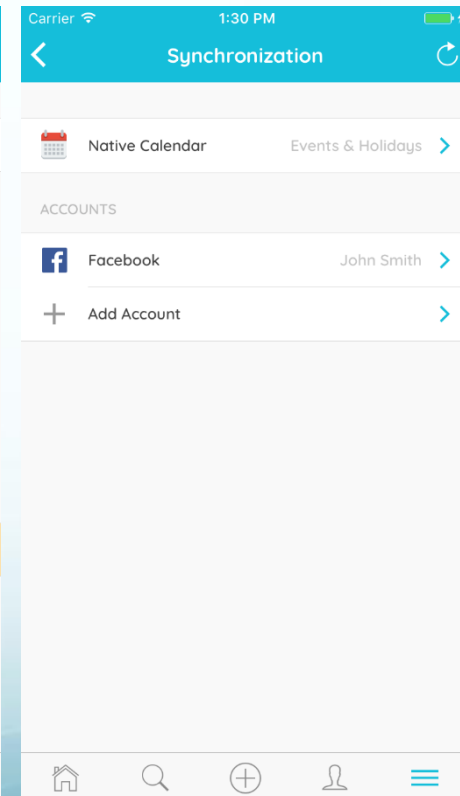 Carrier 1:30 PM
Synchronization
Native Calendar Events & Holidays
ACCOUNTS
Facebook John Smith
Add Account